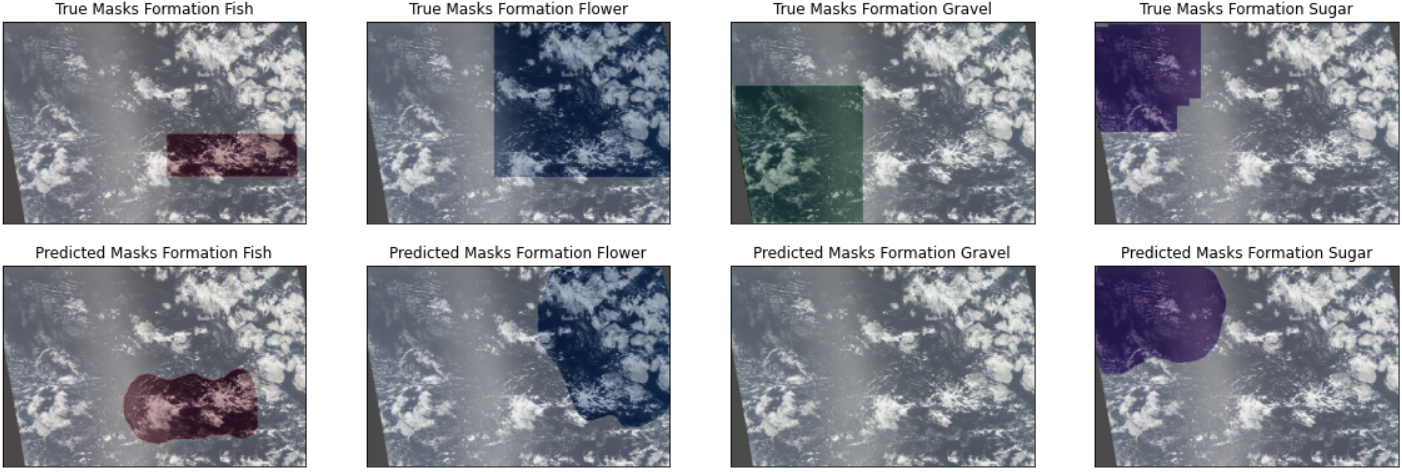 True Masks Formation Fish
True Masks Formation Flower
True Masks Formation Gravel
True Masks Formation Sugar
Predicted Masks Formation Fish
Predicted Masks Formation Flower
Predicted Masks Formation Gravel
Predicted Masks Formation Sugar